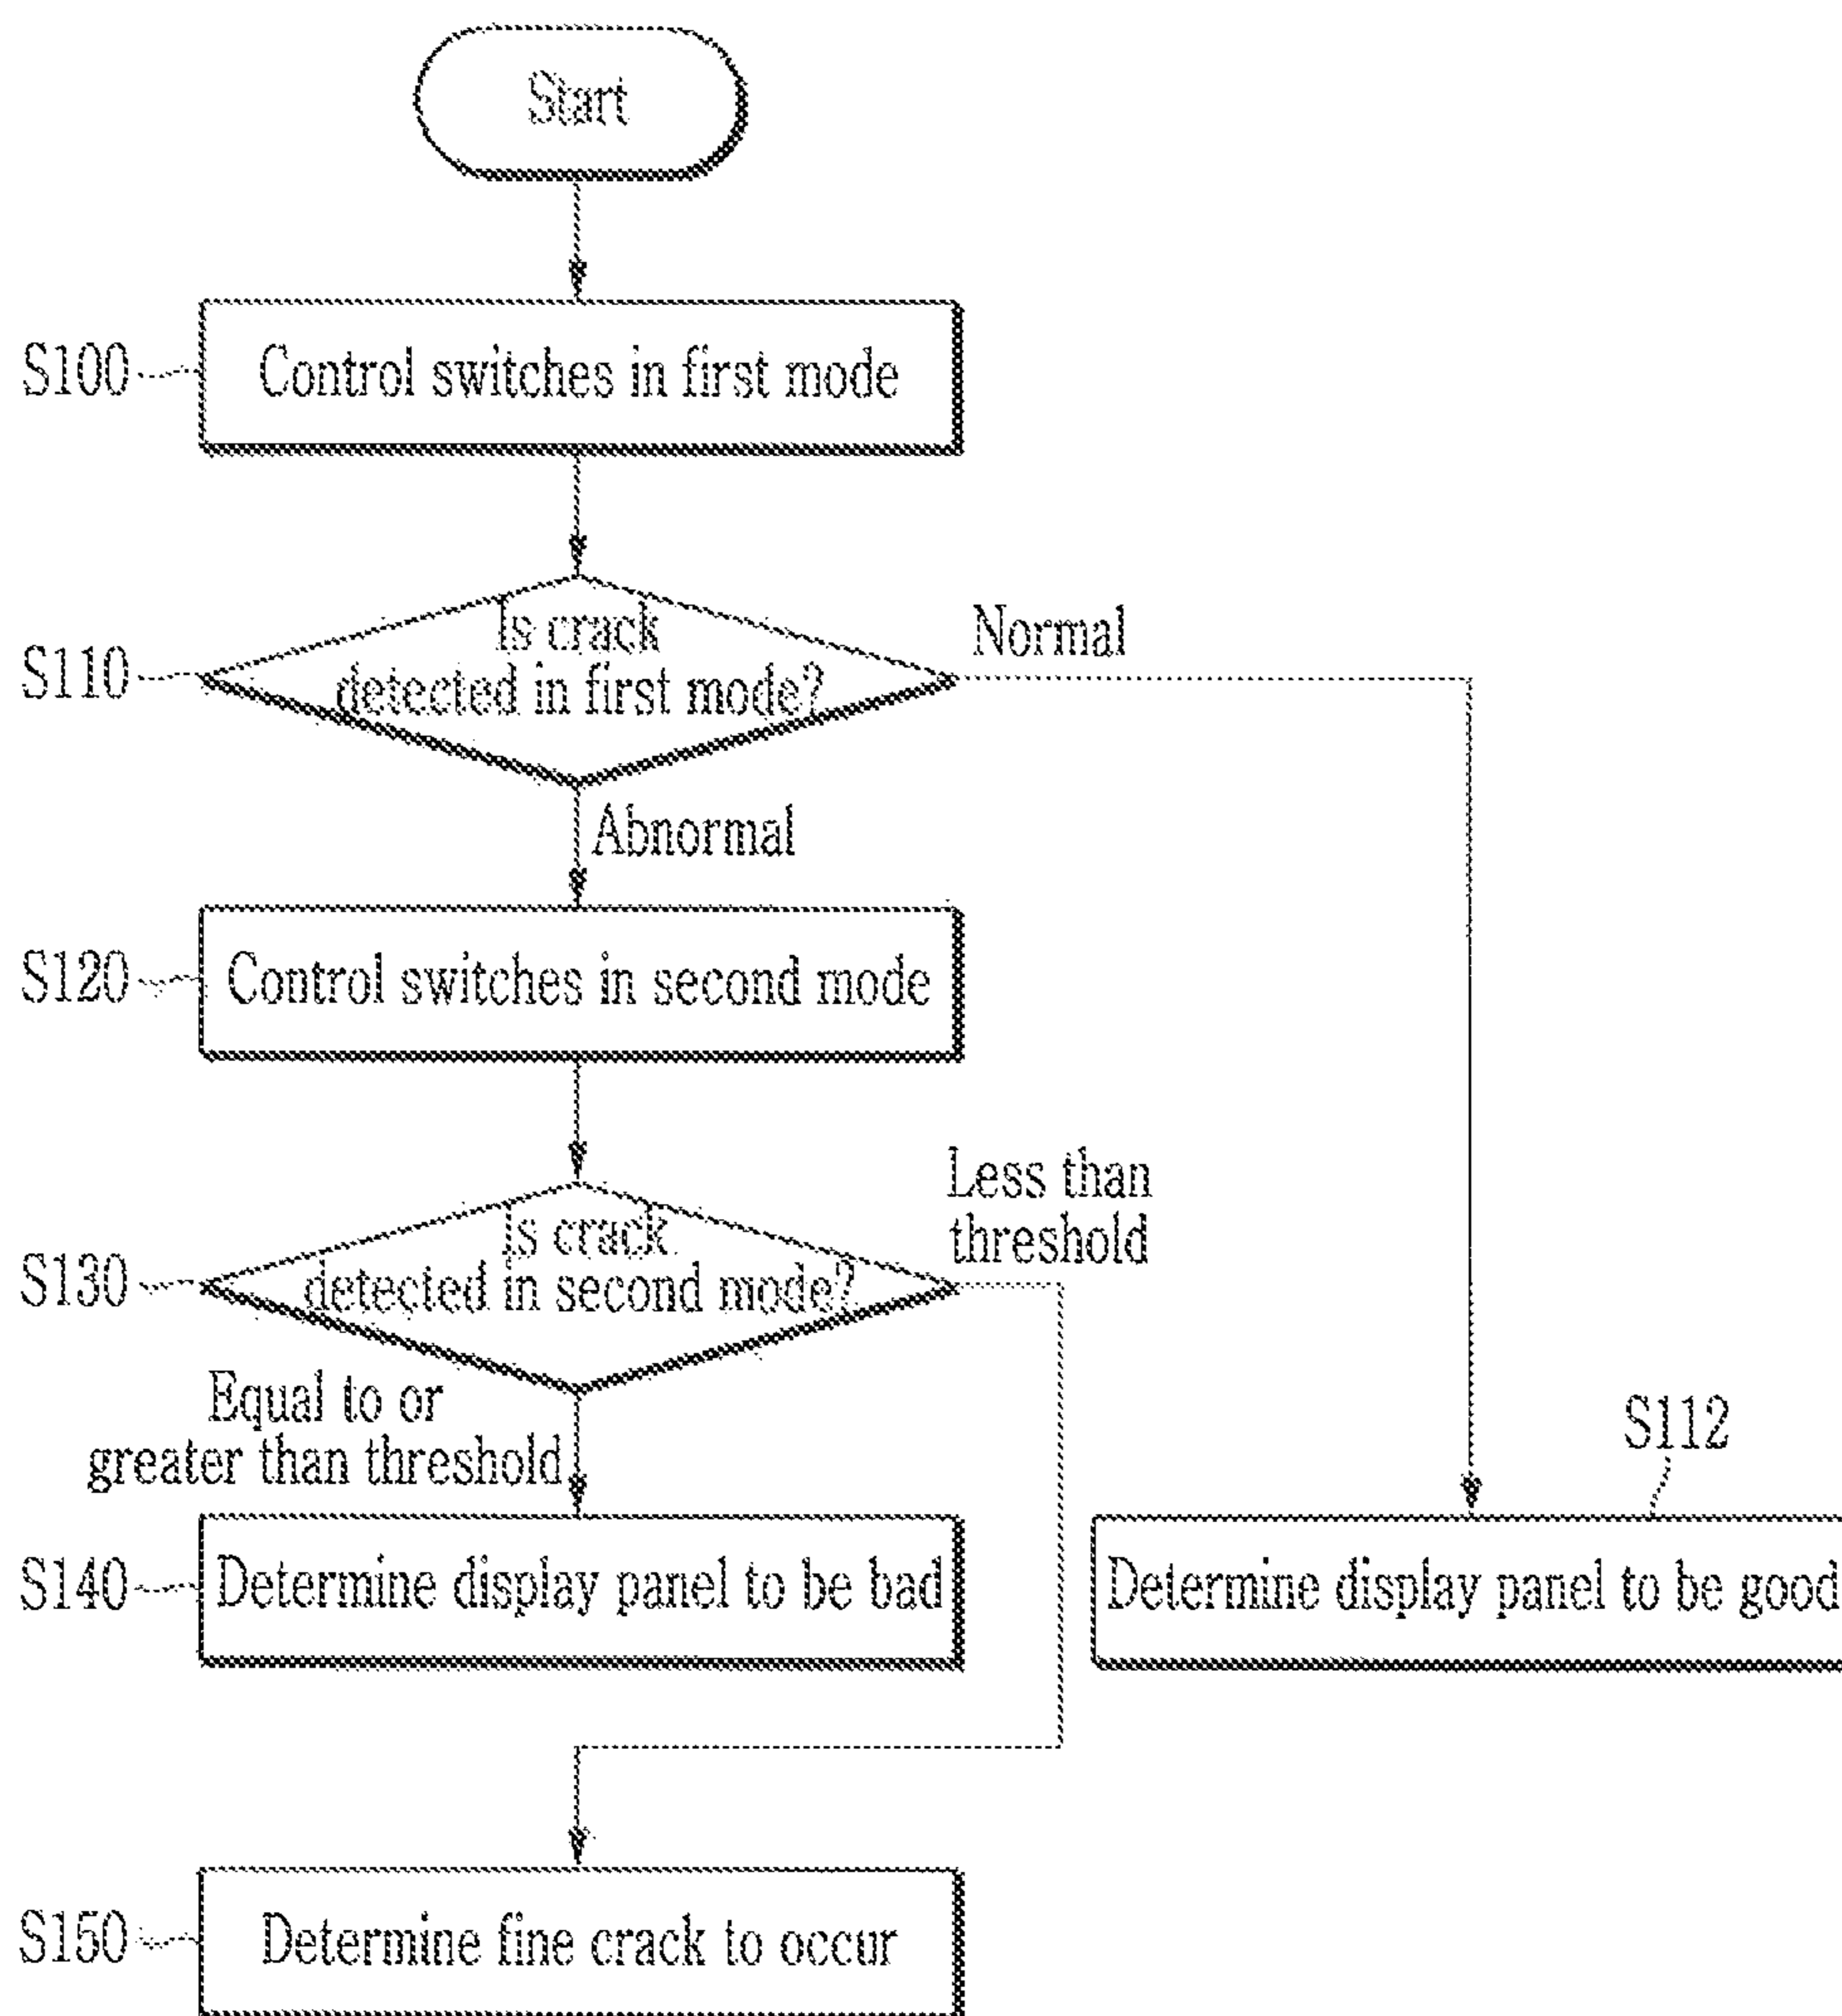 Start
S100
Control switches in first mode
S110
Is crack
detected in first mode?
Normal
Abnormal
S120
Control switches in second mode
S130
Is crack
detected in second mode?
Less than
threshold
Equal to or
greater than threshold
S140
Determine display panel to be bad
S112
Determine display panel to be good
S150
Determine fine crack to occur